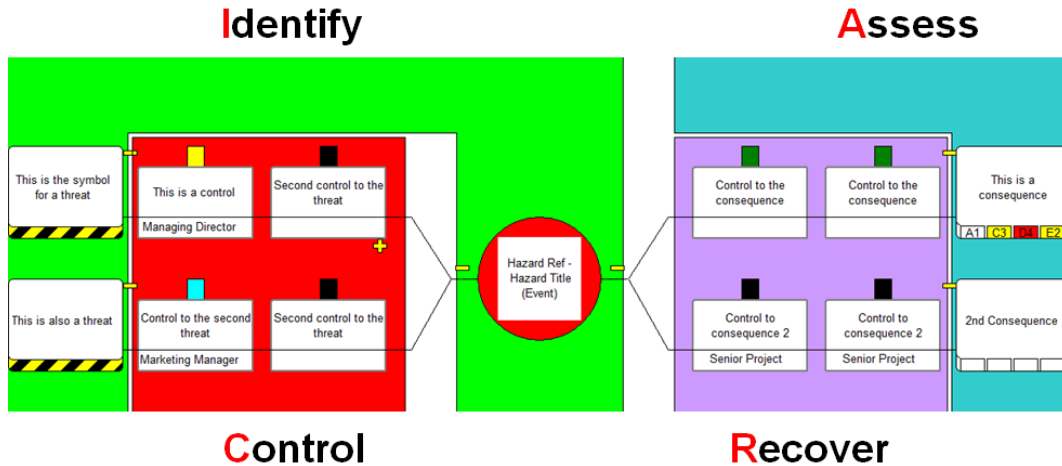 Identify
Assess
This is the symbol
for a threat
This is a control
Managing Director
Second control to the
threat
Control to the
consequence
Control to the
consequence
This is a
consequence
A1 C3 D4 E2
Hazard Ref -
Hazard Title
(Event)
This is also a threat
Control to the second
threat
Marketing Manager
Second control to the
threat
Control to
consequence 2
Senior Project
Control to
consequence 2
Senior Project
2nd Consequence
Control
Recover